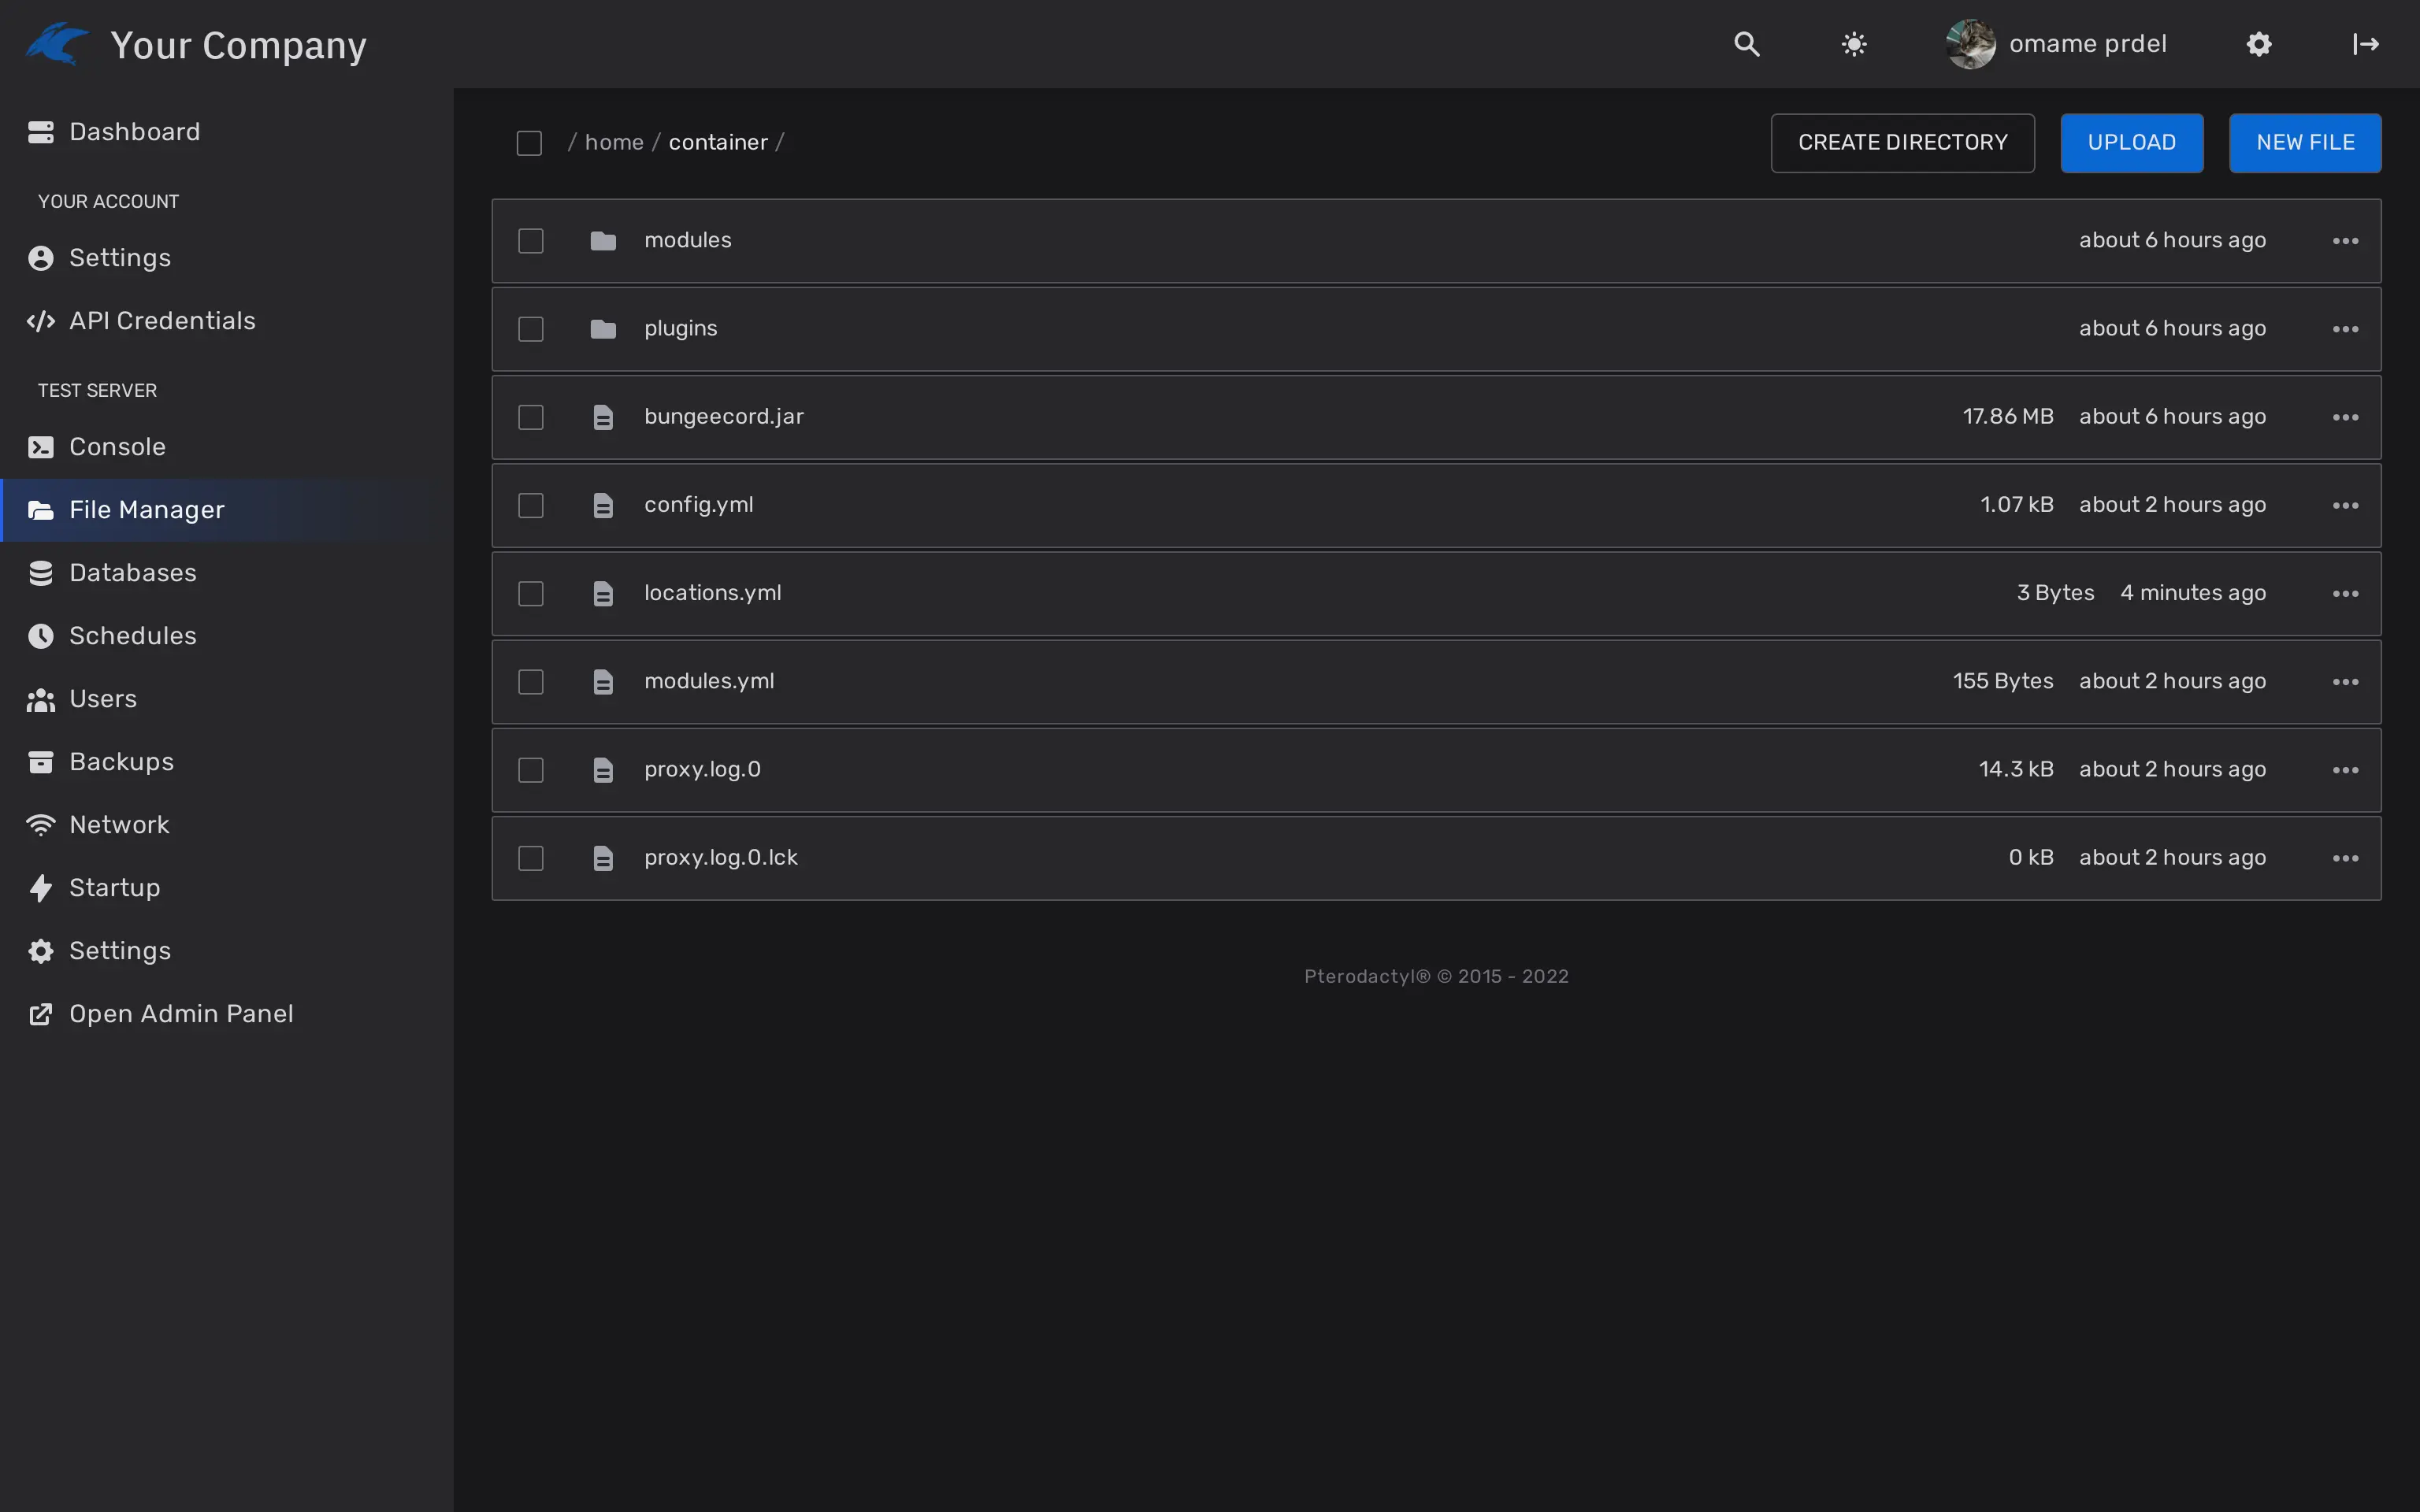 Your Company
omame prdel
Dashboard
YOUR ACCOUNT
Settings
API Credentials
TEST SERVER
Console
File Manager
Databases
Schedules
Users
Backups
Network
Startup
Settings
Open Admin Panel
/ home / container /
CREATE DIRECTORY
UPLOAD
NEW FILE
modules about 6 hours ago
plugins about 6 hours ago
bungeecord.jar 17.86 MB about 6 hours ago
config.yml 1.07 kB about 2 hours ago
locations.yml 3 Bytes 4 minutes ago
modules.yml 155 Bytes about 2 hours ago
proxy.log.0 14.3 kB about 2 hours ago
proxy.log.0.lck 0 kB about 2 hours ago
Pterodactyl® © 2015 - 2022